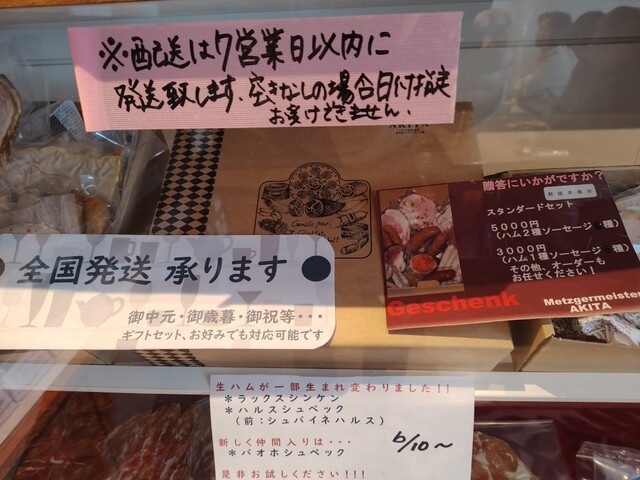 ※配送は7営業日以内に
発送致します、空きなしの場合日付指定
お受けできません、
AKITA
全国発送 承ります
御中元・御歳暮・御祝等・・・
ギフトセット、お好みでも対応可能です
贈答にいかがですか?
全国発送可
スタンダードセット
5000円
(ハム2種ソーセージ 種)
3000円
(ハム1種ソーセージ5種)
その他、オーダーも
お任せください!
Geschenk
Metzgermeister
AKITA
生ハムが一部生まれ変わりました!!
*ラックスシンケン
*ハルスシュペック
(前:シュバイネハルス)
6/10~
新しく仲間入りは・・・
*バオホシュペック
是非お試しください!!!